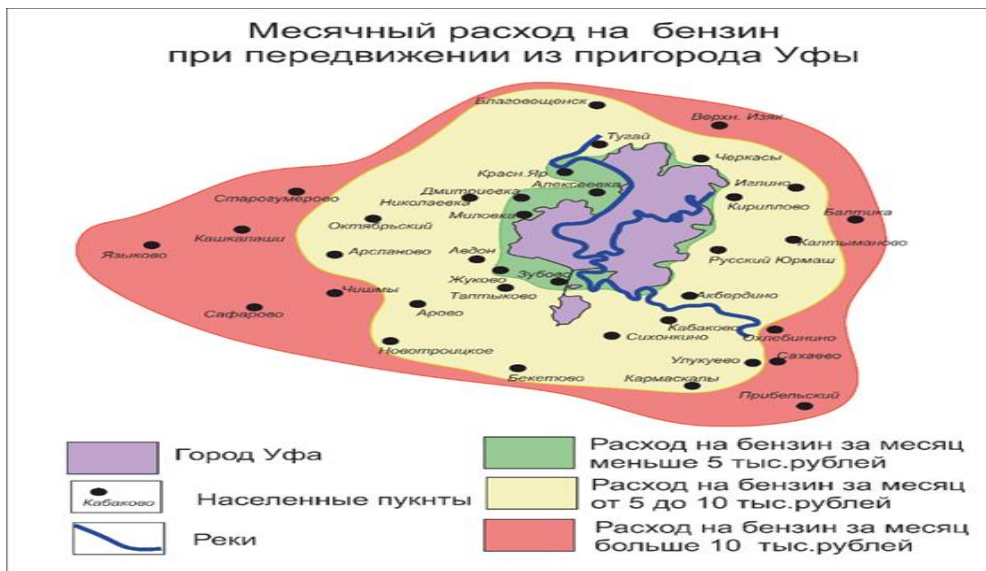 Месячный расход на бензин
при передвижении из пригорода Уфы
Благовещенск
Верхн. Изяк
Тугай
Черкасы
Красн.Яр
Алексеевка
Иглино
Дмитриевка
Николаевка
Кириллово
Старогумерово
Миловка
Балтика
Октябрьский
Калтыманово
Кашкалаши
Языково
Арсланово
Авдон
Русский Юрмаш
Жуково
Зубово
Чишмы
Таптыково
Акбердино
Сафарово
Арово
Кабаково
Сихонкино
Охлебинино
Новотроицкое
Улукуево
Сахаево
Бекетово
Кармаскалы
Прибельский
Город Уфа
Расход на бензин за месяц
меньше 5 тыс.рублей
Кабаково
Населенные пукнты
Расход на бензин за месяц
от 5 до 10 тыс.рублей
Реки
Расход на бензин за месяц
больше 10 тыс.рублей